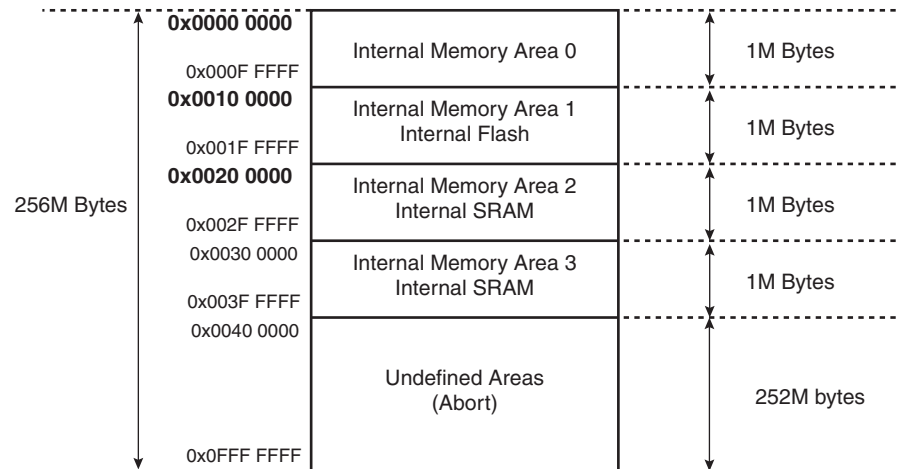 0x0000 0000
Internal Memory Area 0
1M Bytes
0x000F FFFF
0x0010 0000
Internal Memory Area 1
Internal Flash
1M Bytes
0x001F FFFF
0x0020 0000
Internal Memory Area 2
Internal SRAM
256M Bytes
1M Bytes
0x002F FFFF
0x0030 0000
Internal Memory Area 3
Internal SRAM
1M Bytes
0x003F FFFF
0x0040 0000
Undefined Areas
(Abort)
252M bytes
0x0FFF FFFF